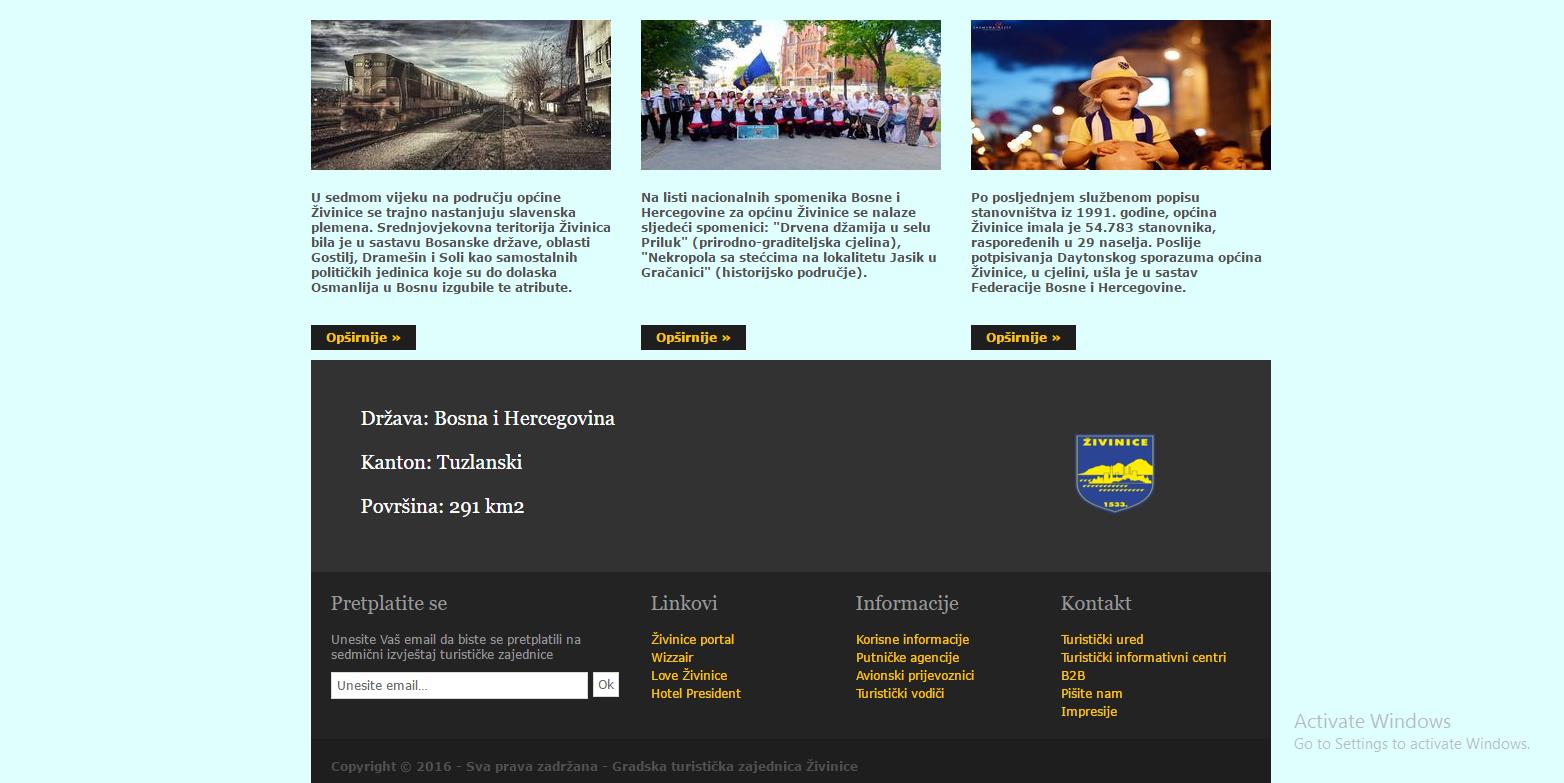 U sedmom vijeku na području općine
Živinice se trajno nastanjuju slavenska
plemena. Srednjovjekovna teritorija Živinica
bila je u sastavu Bosanske države, oblasti
Gostilj, Dramešin i Soli kao samostalnih
političkih jedinica koje su do dolaska
Osmanlija u Bosnu izgubile te atribute.
Opširnije »
Na listi nacionalnih spomenika Bosne i
Hercegovine za općinu Živinice se nalaze
sljedeći spomenici: "Drvena džamija u selu
Priluk" (prirodno-graditeljska cjelina),
"Nekropola sa stećcima na lokalitetu Jasik u
Gračanici" (historijsko područje).
Opširnije »
Po posljednjem službenom popisu
stanovništva iz 1991. godine, općina
Živinice imala je 54.783 stanovnika,
raspoređenih u 29 naselja. Poslije
potpisivanja Daytonskog sporazuma općina
Živinice, u cjelini, ušla je u sastav
Federacije Bosne i Hercegovine.
Opširnije »
Država: Bosna i Hercegovina
Kanton: Tuzlanski
Površina: 291 km2
ŽIVINICE
1533.
Pretplatite se
Unesite Vaš email da biste se pretplatili na
sedmični izvještaj turističke zajednice
Unesite email...
Ok
Linkovi
Živinice portal
Wizzair
Love Živinice
Hotel President
Informacije
Korisne informacije
Putničke agencije
Avionski prijevoznici
Turistički vodiči
Kontakt
Turistički ured
Turistički informativni centri
B2B
Pišite nam
Impresije
Activate Windows
Go to Settings to activate Windows.
Copyright © 2016 - Sva prava zadržana - Gradska turistička zajednica Živinice